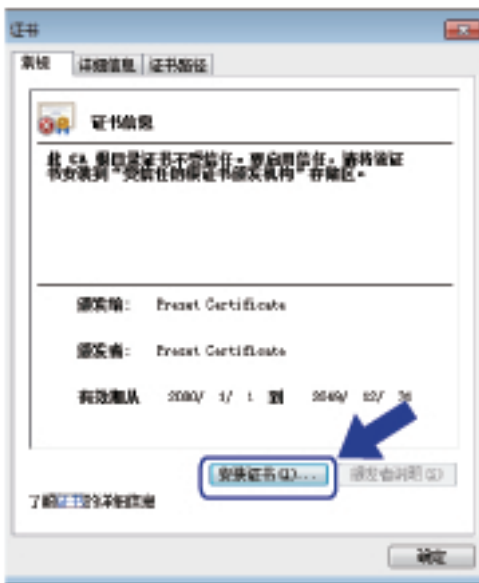 证书
常规 详细信息 证书路径
证书信息
此 CA 根目录证书不受信任。要启用信任，请将该证
书安装到“受信任的根证书颁发机构”存储区。
颁发给: Preset Certificate
颁发者: Preset Certificate
有效期从 2000/ 1/ 1 到 2049/ 12/ 31
安装证书(I)... 颁发者说明(S)
了解证书的详细信息
确定